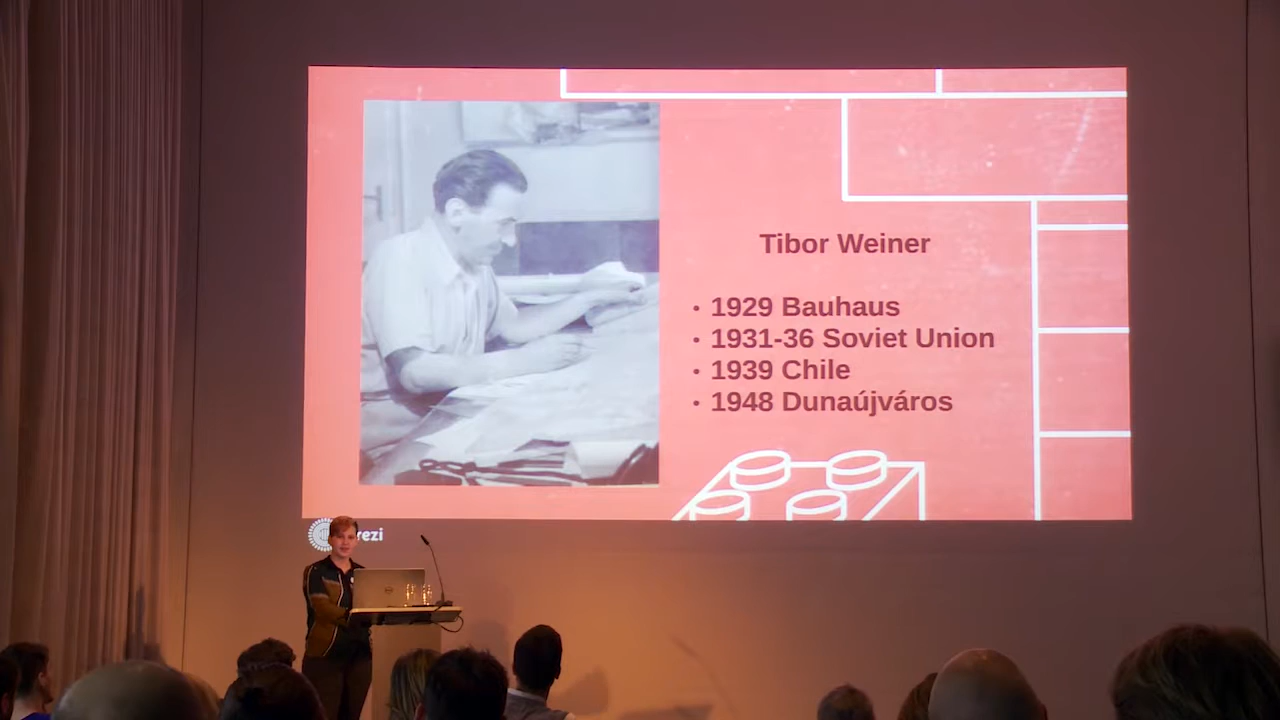 Tibor Weiner
• 1929 Bauhaus
• 1931-36 Soviet Union
• 1939 Chile
• 1948 Dunaújváros